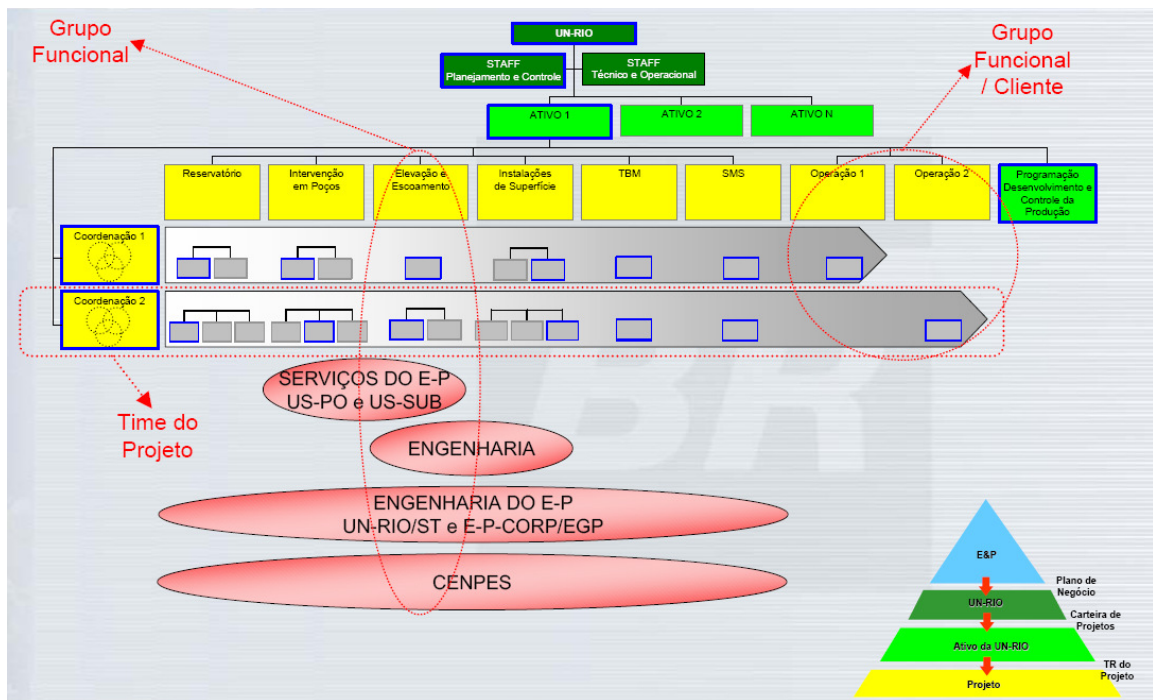 Grupo
Funcional
UN-RIO
Grupo
Funcional
/ Cliente
STAFF
Planejamento e Controle
STAFF
Técnico e Operacional
ATIVO 1
ATIVO 2
ATIVO N
Reservatório
Intervenção
em Poços
Elevação e
Escoamento
Instalações
de Superfície
TBM
SMS
Operação 1
Operação 2
Programação
Desenvolvimento e
Controle da
Produção
Coordenação 1
Coordenação 2
Time do
Projeto
SERVIÇOS DO E-P
US-PO e US-SUB
ENGENHARIA
ENGENHARIA DO E-P
UN-RIO/ST e E-P-CORP/EGP
CENPES
BR
E&P
Plano de
Negócio
UN-RIO
Carteira de
Projetos
Ativo da UN-RIO
TR do
Projeto
Projeto